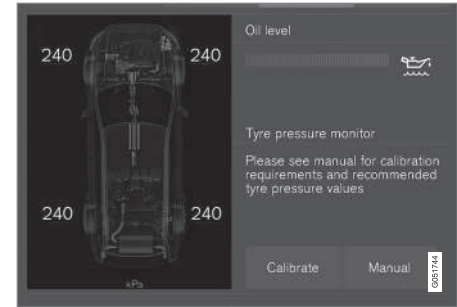 Oil level
240 240
Tyre pressure monitor
Please see manual for calibration
requirements and recommended
tyre pressure values
240 240
Calibrate Manual
kPa
G051744